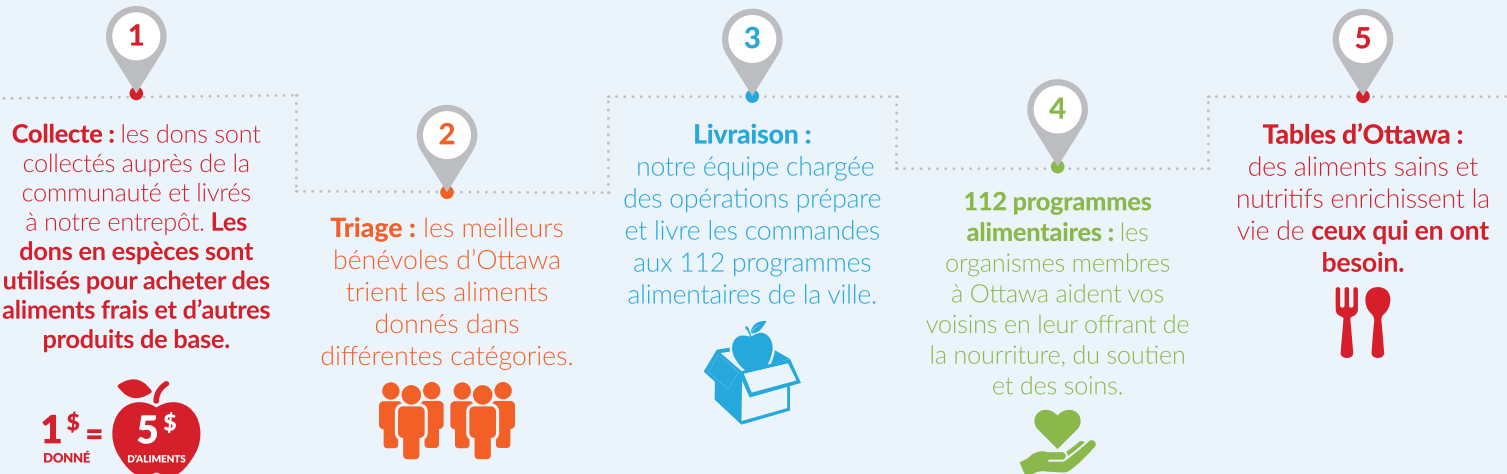 1
Collecte : les dons sont
collectés auprès de la
communauté et livrés
à notre entrepôt. Les
dons en espèces sont
utilisés pour acheter des
aliments frais et d'autres
produits de base.
1 $ =
DONNÉ
5 $
D'ALIMENTS
2
Triage : les meilleurs
bénévoles d'Ottawa
trient les aliments
donnés dans
différentes catégories.
3
Livraison :
notre équipe chargée
des opérations prépare
et livre les commandes
aux 112 programmes
alimentaires de la ville.
4
112 programmes
alimentaires : les
organismes membres
à Ottawa aident vos
voisins en leur offrant de
la nourriture, du soutien
et des soins.
5
Tables d'Ottawa :
des aliments sains et
nutritifs enrichissent la
vie de ceux qui en ont
besoin.